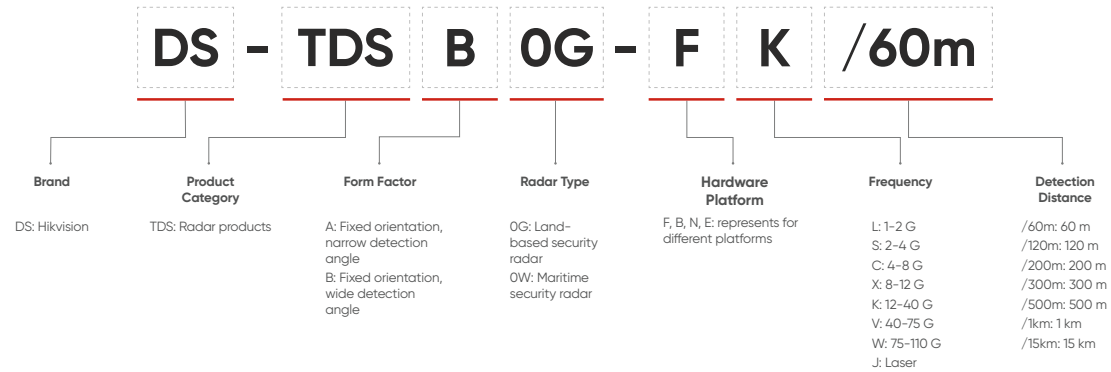 DS - TDS B 0G - F K /60m
Brand
DS: Hikvision
Product
Category
TDS: Radar products
Form Factor
A: Fixed orientation,
narrow detection
angle
B: Fixed orientation,
wide detection
angle
Radar Type
0G: Land-
based security
radar
0W: Maritime
security radar
Hardware
Platform
F, B, N, E: represents for
different platforms
Frequency
L: 1-2 G
S: 2-4 G
C: 4-8 G
X: 8-12 G
K: 12-40 G
V: 40-75 G
W: 75-110 G
J: Laser
Detection
Distance
/60m: 60 m
/120m: 120 m
/200m: 200 m
/300m: 300 m
/500m: 500 m
/1km: 1 km
/15km: 15 km